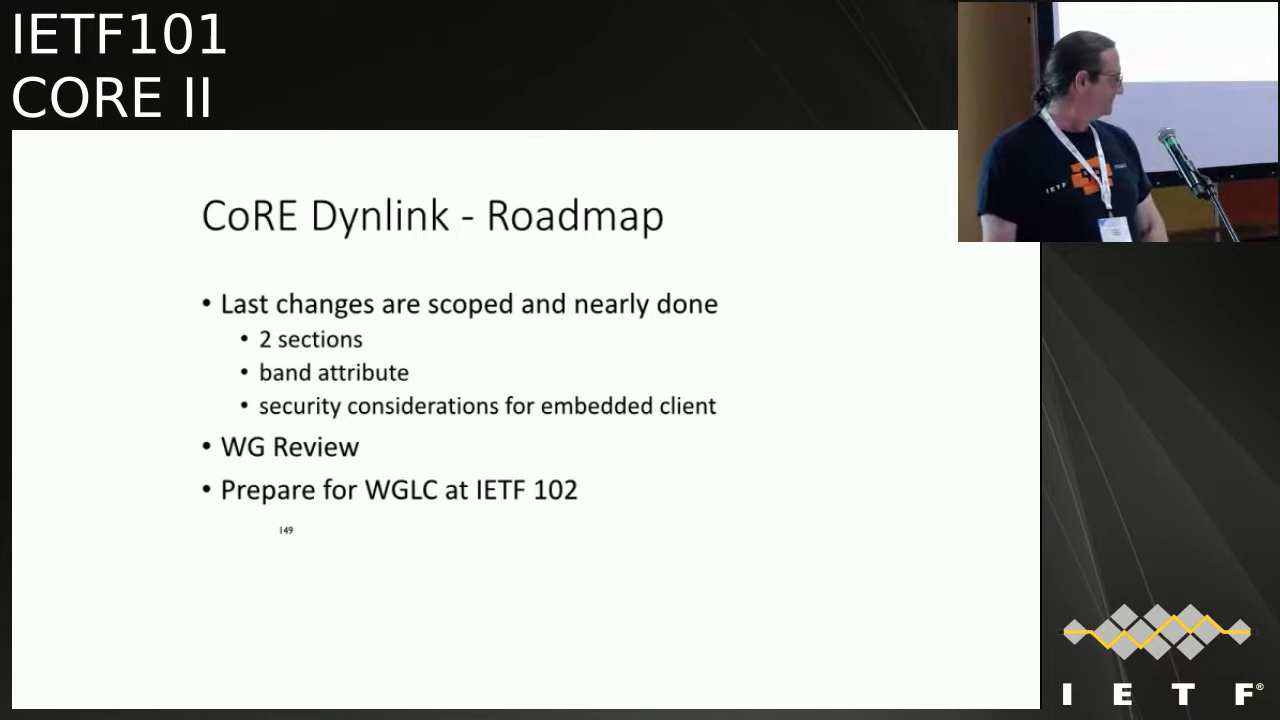 IETF101
CORE II
CoRE Dynlink - Roadmap
• Last changes are scoped and nearly done
• 2 sections
• band attribute
• security considerations for embedded client
• WG Review
• Prepare for WGLC at IETF 102
149
IETF
I E T F®